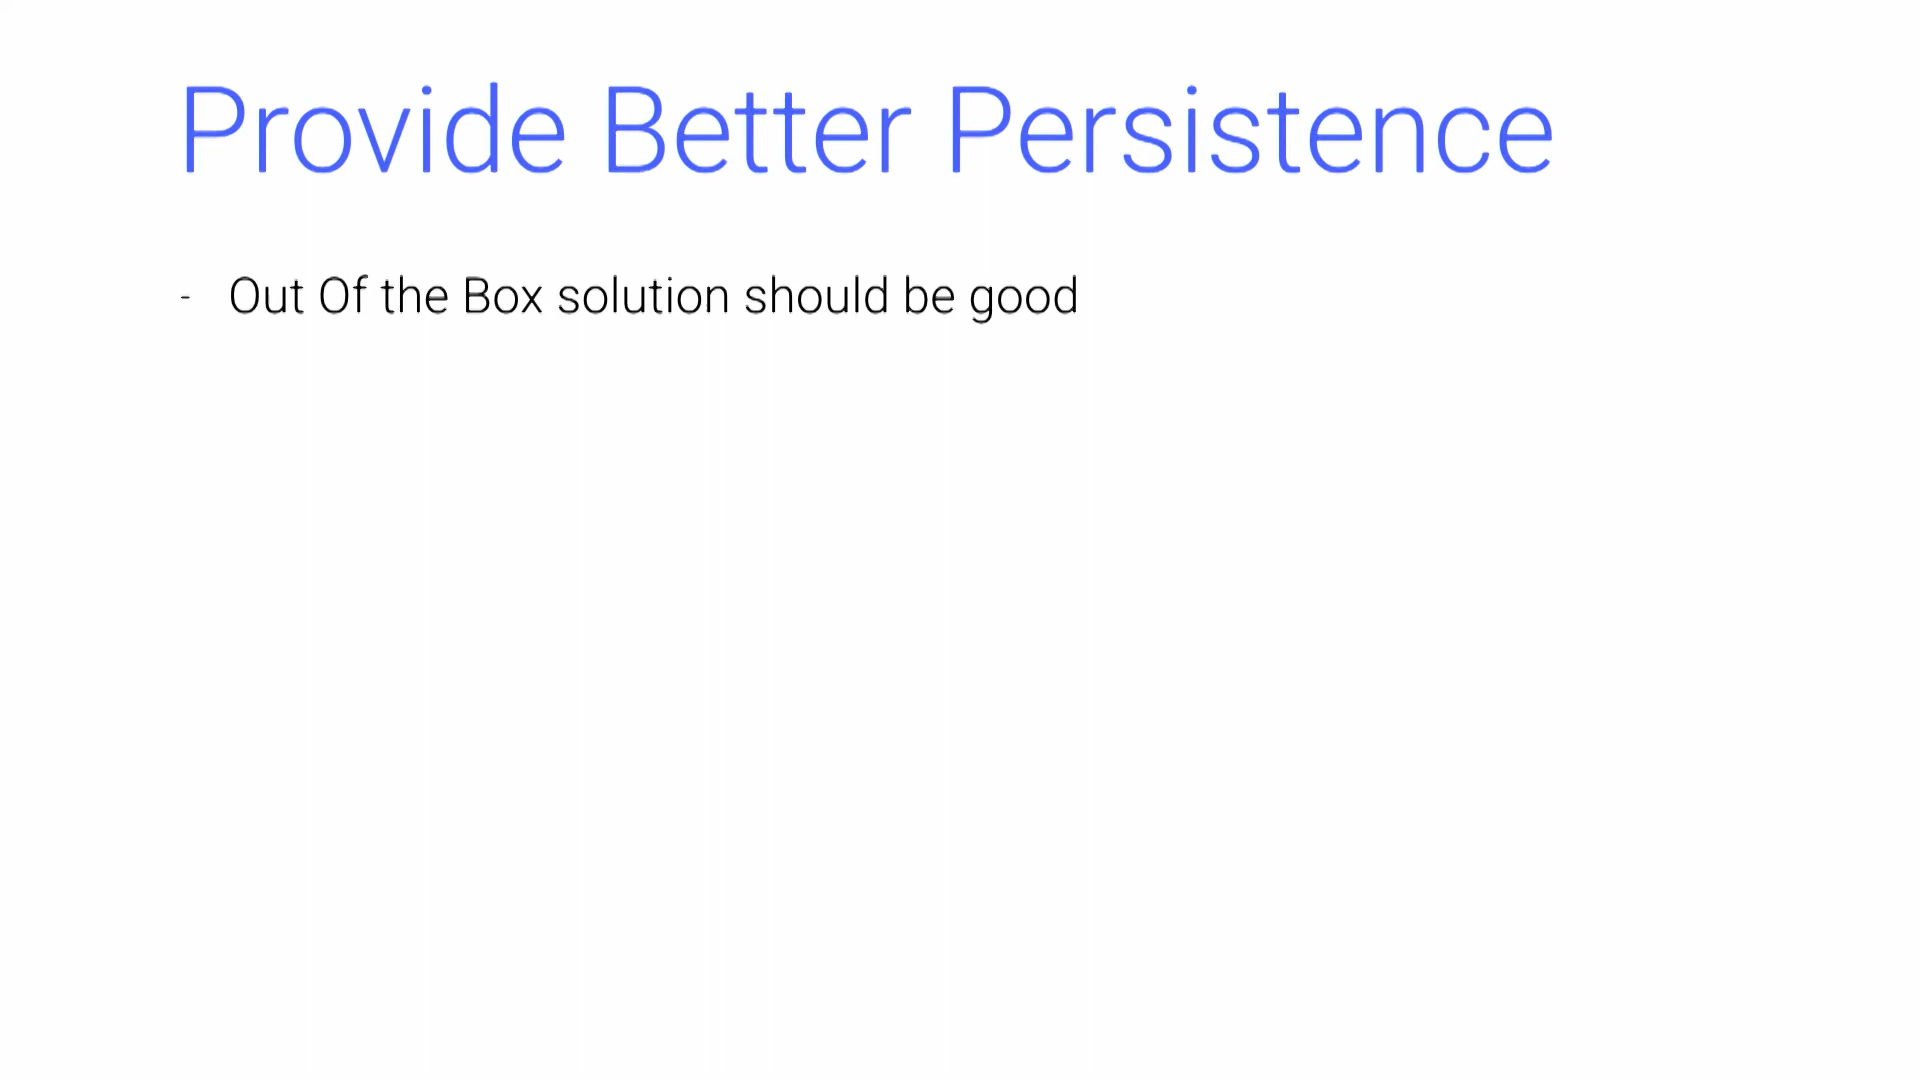 Provide Better Persistence
- Out Of the Box solution should be good